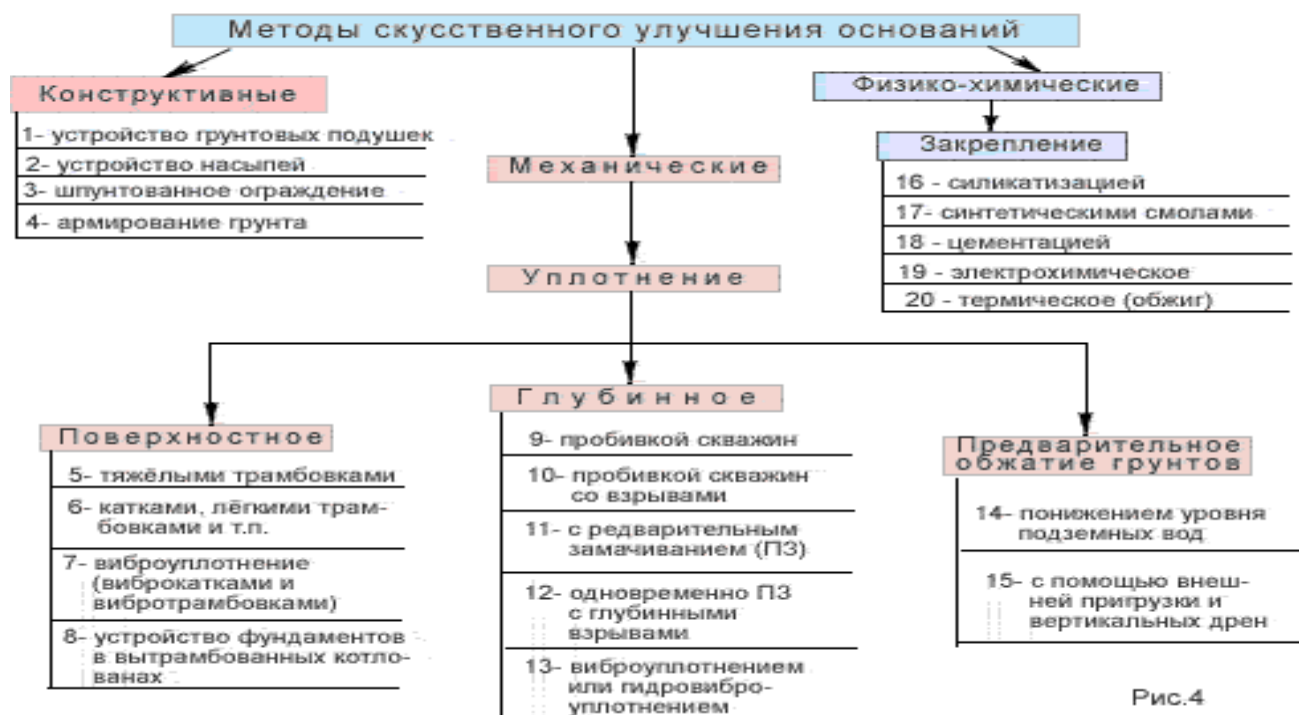 Методы скусственного улучшения оснований
Конструктивные
1- устройство грунтовых подушек
2- устройство насыпей
3- шпунтованное ограждение
4- армирование грунта
Механические
Уплотнение
Физико-химические
Закрепление
16 - силикатизацией
17- синтетическими смолами
18 - цементацией
19 - электрохимическое
20 - термическое (обжиг)
Поверхностное
5- тяжёлыми трамбовками
6- катками, лёгкими трам-
бовками и т.п.
7- виброуплотнение
(виброкатками и
вибротрамбовками)
8- устройство фундаментов
в вытрамбованных котло-
ванах
Глубинное
9- пробивкой скважин
10- пробивкой скважин
со взрывами
11- с редварительным
замачиванием (ПЗ)
12- одновременно ПЗ
с глубинными
взрывами
13- виброуплотнением
или гидровибро-
уплотнением
Предварительное
обжатие грунтов
14- понижением уровня
подземных вод
15- с помощью внеш-
ней пригрузки и
вертикальных дрен
Рис.4